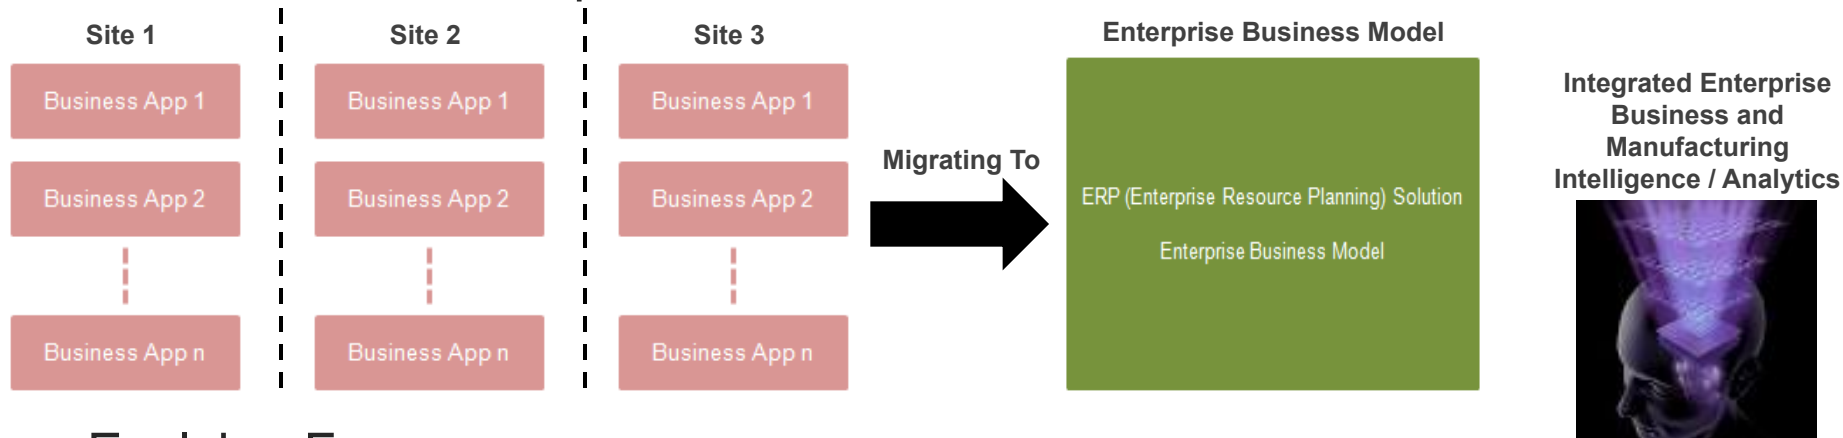 Site 1
Business App 1
Business App 2
Business App n
Site 2
Business App 1
Business App 2
Business App n
Site 3
Business App 1
Business App 2
Business App n
Migrating To
Enterprise Business Model
ERP (Enterprise Resource Planning) Solution
Enterprise Business Model
Integrated Enterprise
Business and
Manufacturing
Intelligence / Analytics